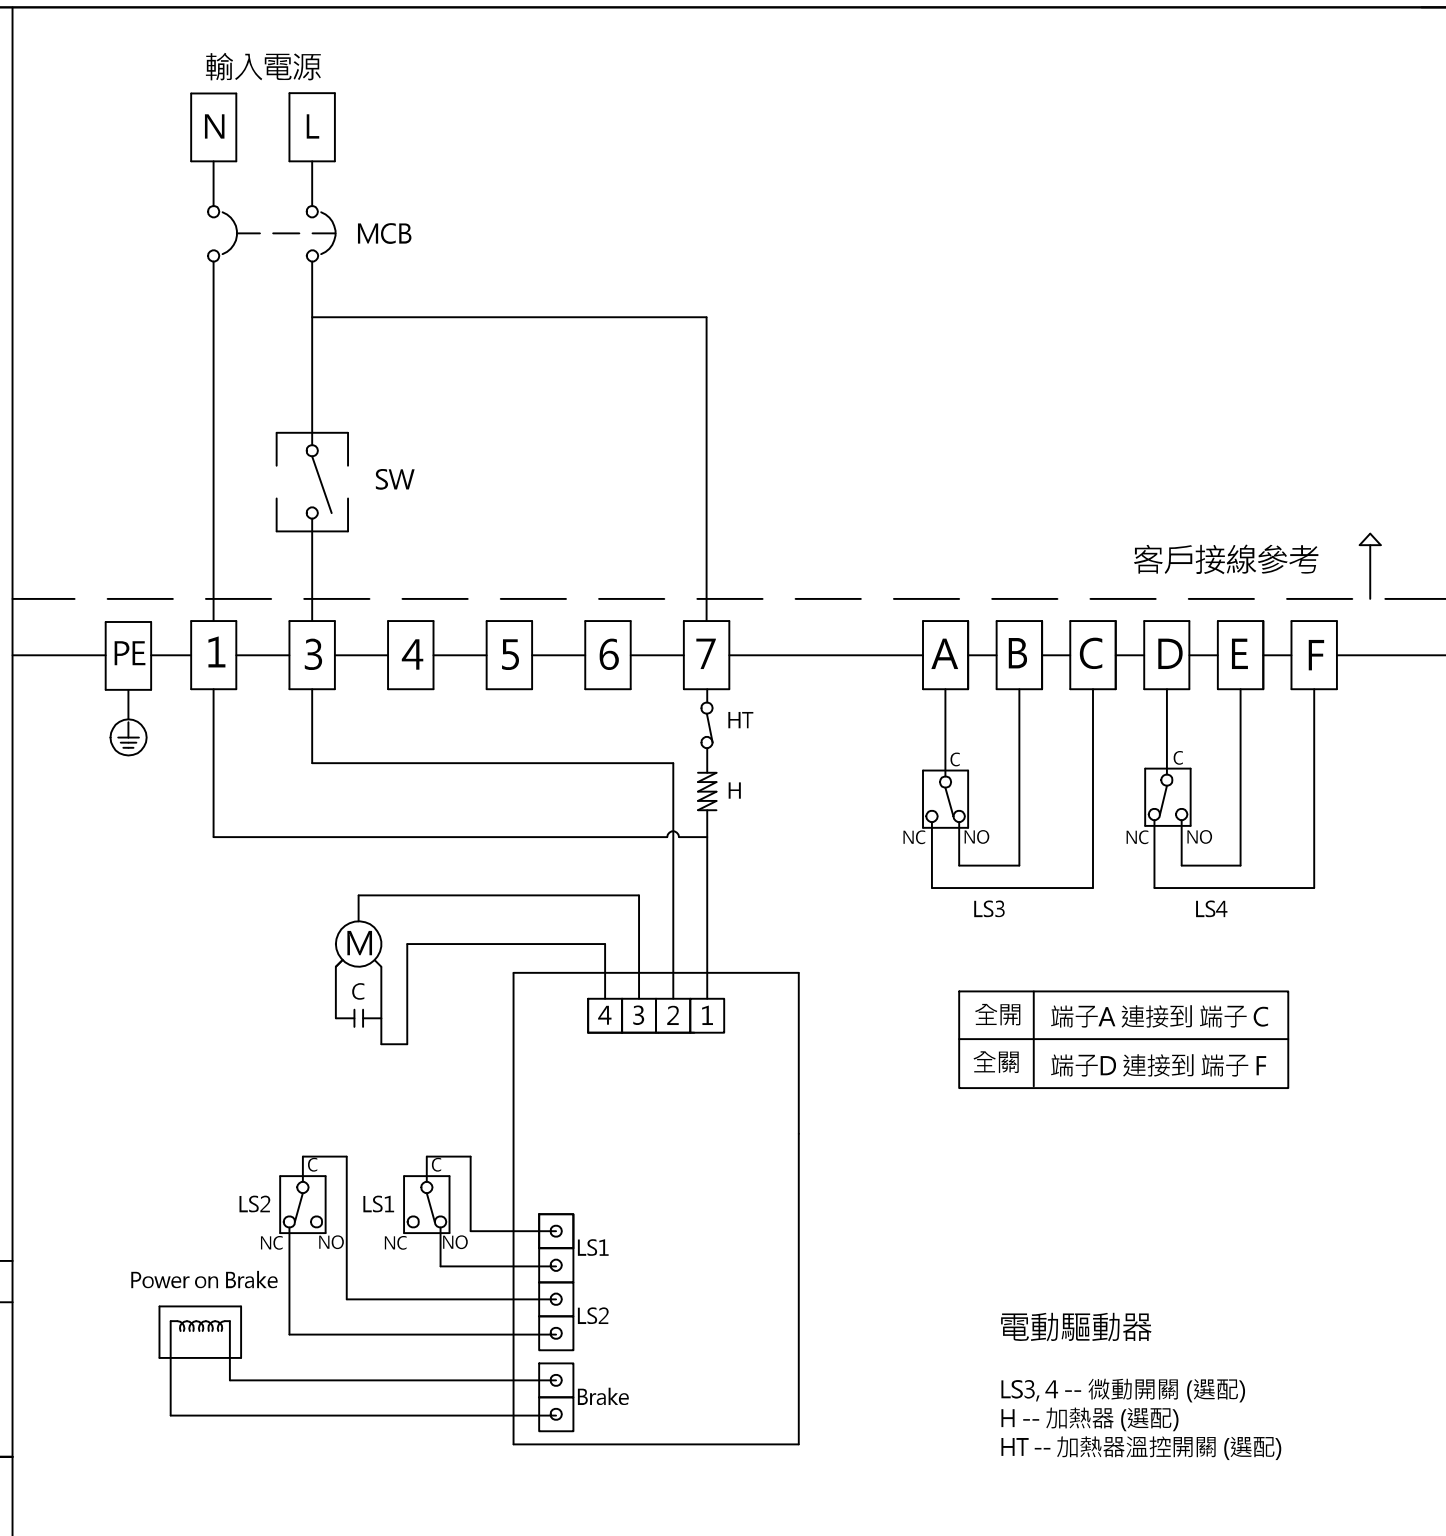 輸入電源
N L
MCB
SW
客戶接線參考
PE 1 3 4 5 6 7 A B C D E F
HT
H
C
NC NO
LS3
C
NC NO
LS4
M
C
4 3 2 1
全開 端子A 連接到 端子 C
全關 端子D 連接到 端子 F
C
LS2
NC NO
C
LS1
NC NO
LS1
LS2
Power on Brake
Brake
電動驅動器
LS3, 4 -- 微動開關 (選配)
H -- 加熱器 (選配)
HT -- 加熱器溫控開關 (選配)